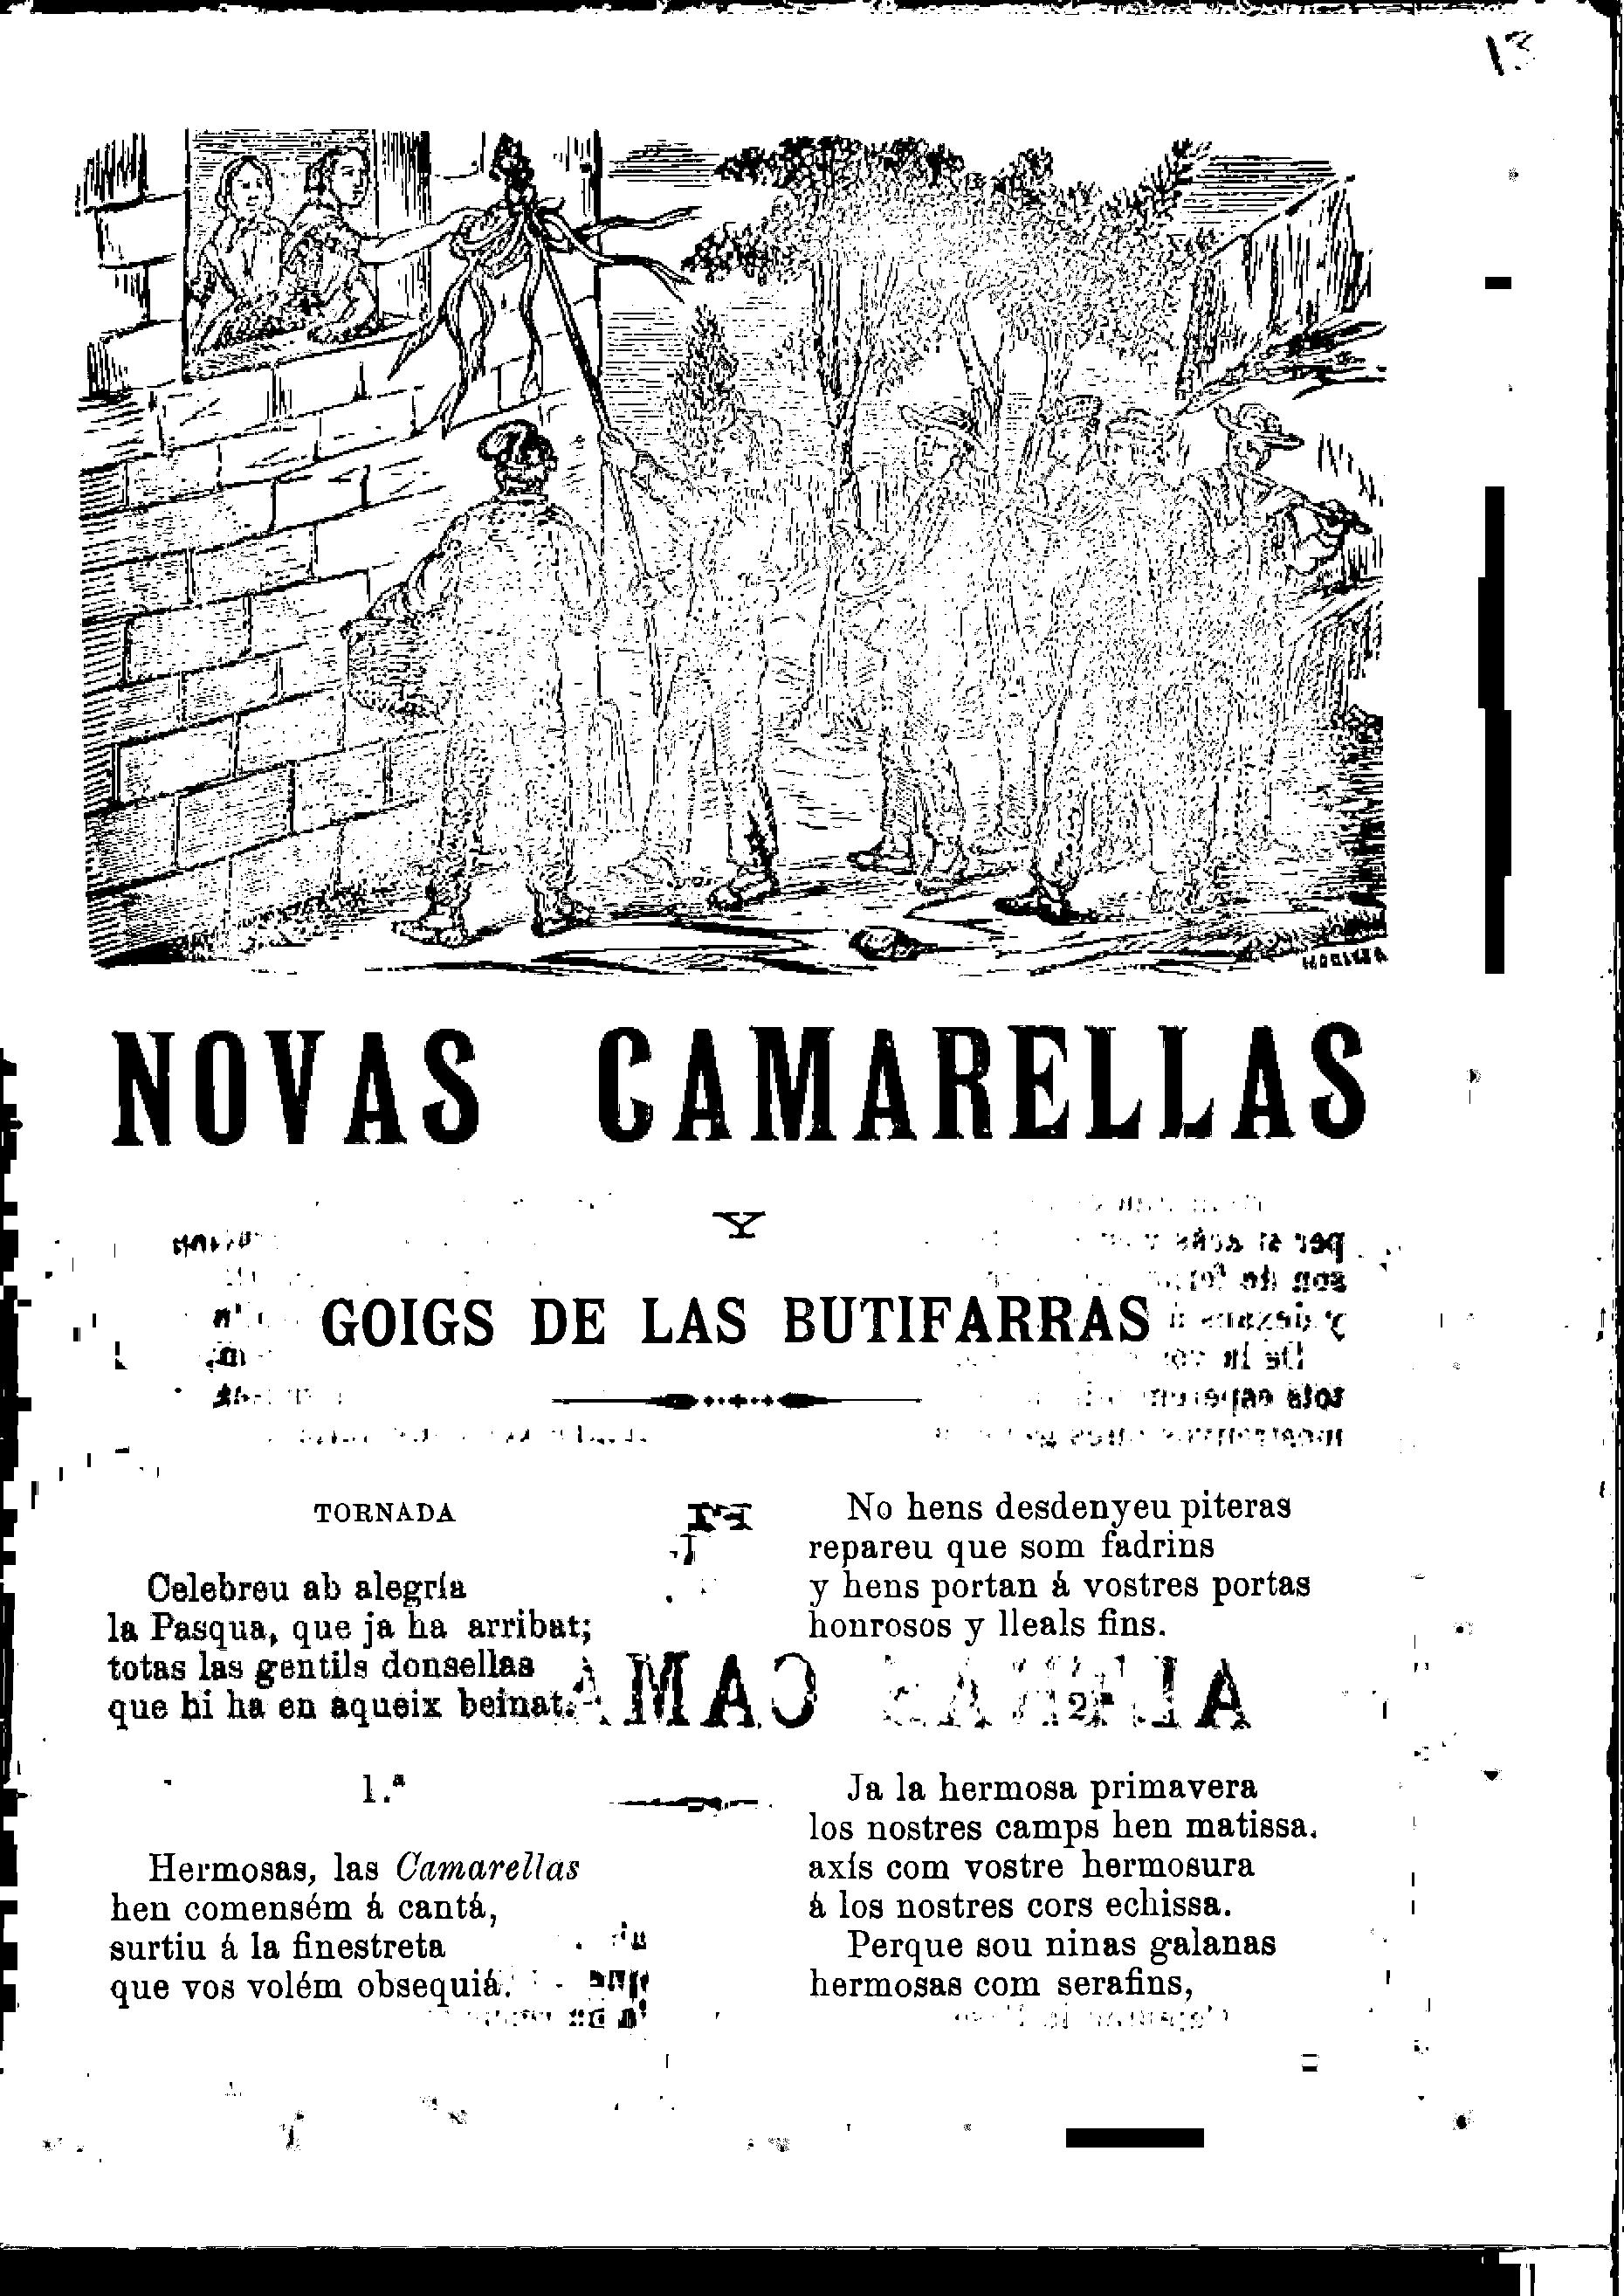 13
NOVAS CAMARELLAS
Y
GOIGS DE LAS BUTIFARRAS
TORNADA
Celebreu ab alegría
la Pasqua, que ja ha arribat;
totas las gentils donsellas
que hi ha en aqueix beinat.
1.ª
Hermosas, las Camarellas
hen comensém á cantá,
surtiu á la finestreta
que vos volém obsequiá.
No hens desdenyeu piteras
repareu que som fadrins
y hens portan á vostres portas
honrosos y lleals fins.
2.ª
Ja la hermosa primavera
los nostres camps hen matissa.
axís com vostre hermosura
á los nostres cors echissa.
Perque sou ninas galanas
hermosas com serafins,